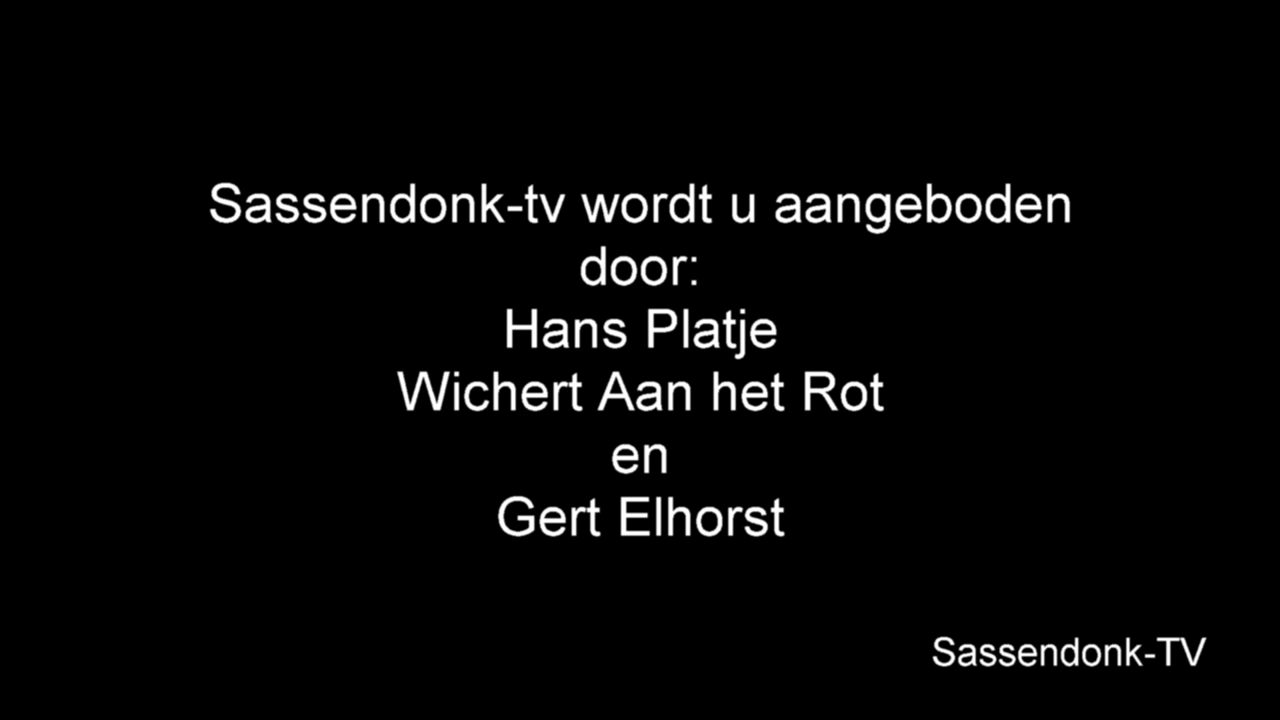 Sassendonk-tv wordt u aangeboden
door:
Hans Platje
Wichert Aan het Rot
en
Gert Elhorst
Sassendonk-TV